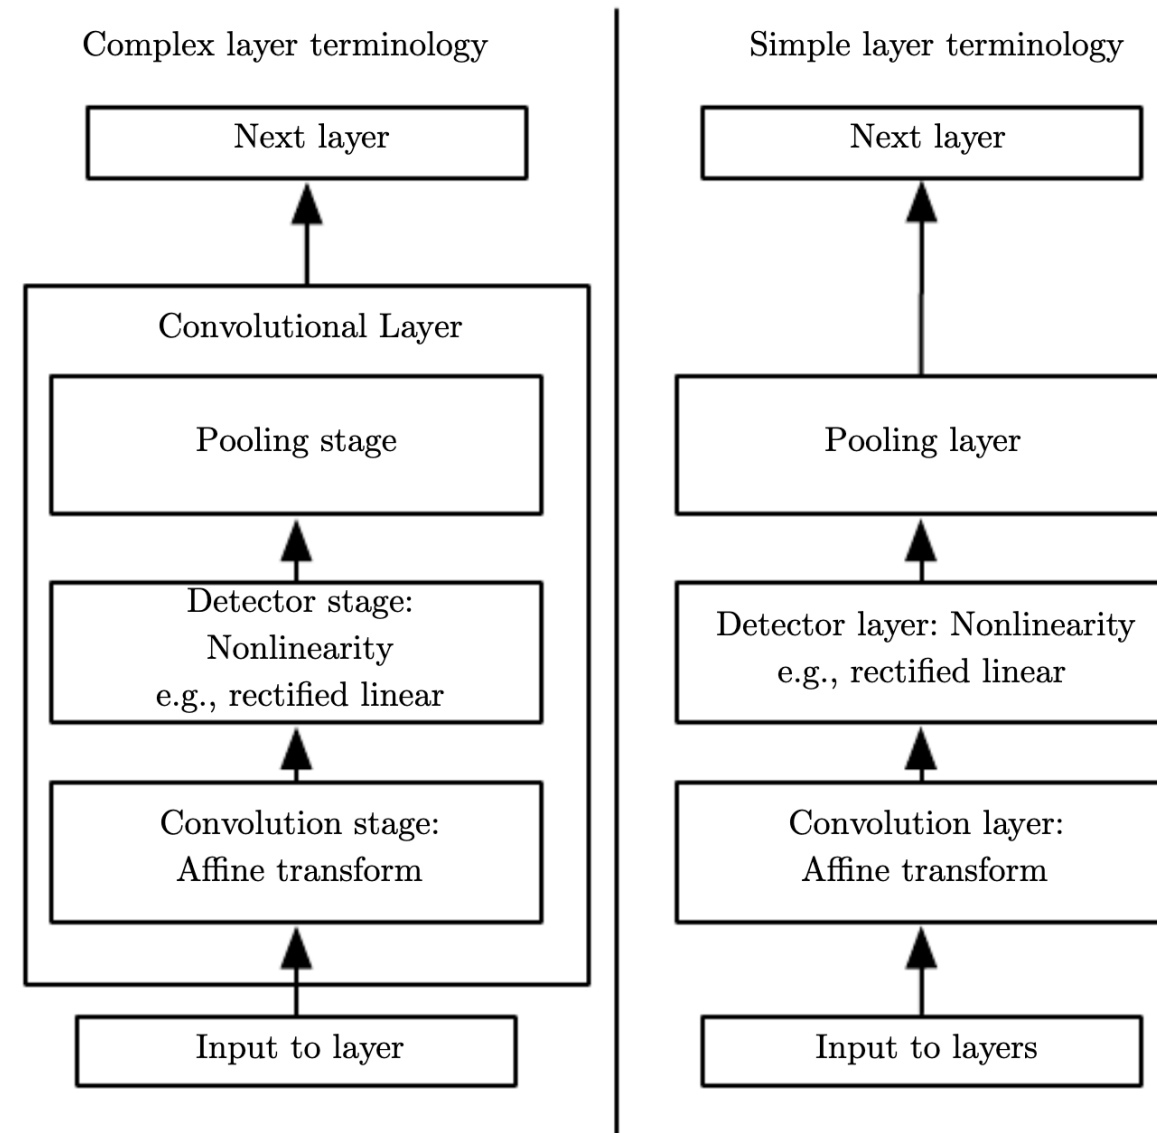 Complex layer terminology
Next layer
Convolutional Layer
Pooling stage
Detector stage:
Nonlinearity
e.g., rectified linear
Convolution stage:
Affine transform
Input to layer
Simple layer terminology
Next layer
Pooling layer
Detector layer: Nonlinearity
e.g., rectified linear
Convolution layer:
Affine transform
Input to layers